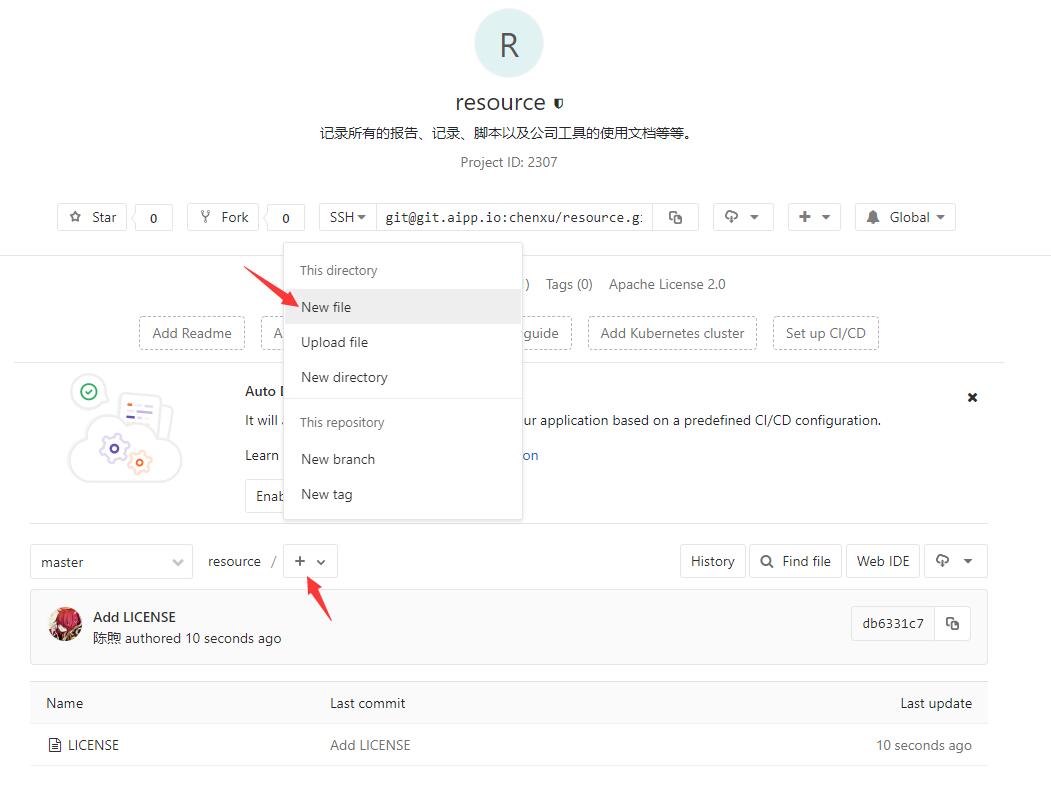 R
resource
记录所有的报告、记录、脚本以及公司工具的使用文档等等。
Project ID: 2307
Star 0 Fork 0 SSH git@git.aipp.io:chenxu/resource.g Global
This directory
) Tags (0) Apache License 2.0
New file
Add Readme A guide Add Kubernetes cluster Set up CI/CD
Upload file
New directory
Auto
It will ur application based on a predefined CI/CD configuration.
This repository
Learn on
New branch
Enab
New tag
master resource / + History Find file Web IDE
Add LICENSE
陈煦 authored 10 seconds ago
db6331c7
Name Last commit Last update
LICENSE Add LICENSE 10 seconds ago